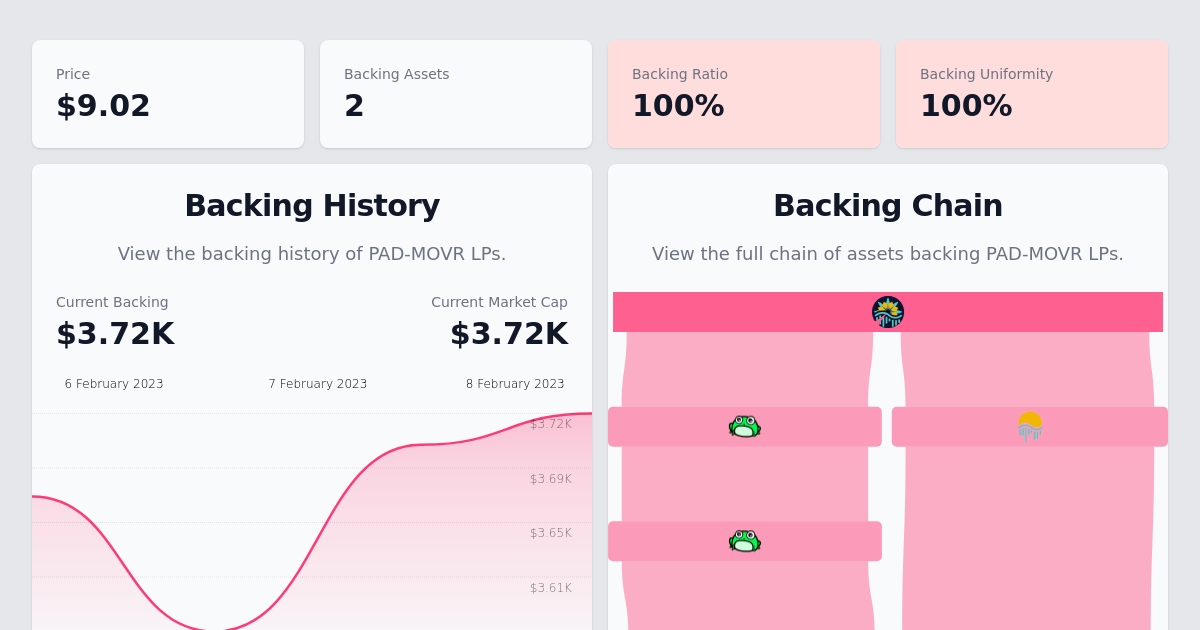 Price
$9.02
Backing Assets
2
Backing Ratio
100%
Backing Uniformity
100%
Backing History
View the backing history of PAD-MOVR LPs.
Current Backing
$3.72K
Current Market Cap
$3.72K
6 February 2023
7 February 2023
8 February 2023
$3.72K
$3.69K
$3.65K
$3.61K
Backing Chain
View the full chain of assets backing PAD-MOVR LPs.